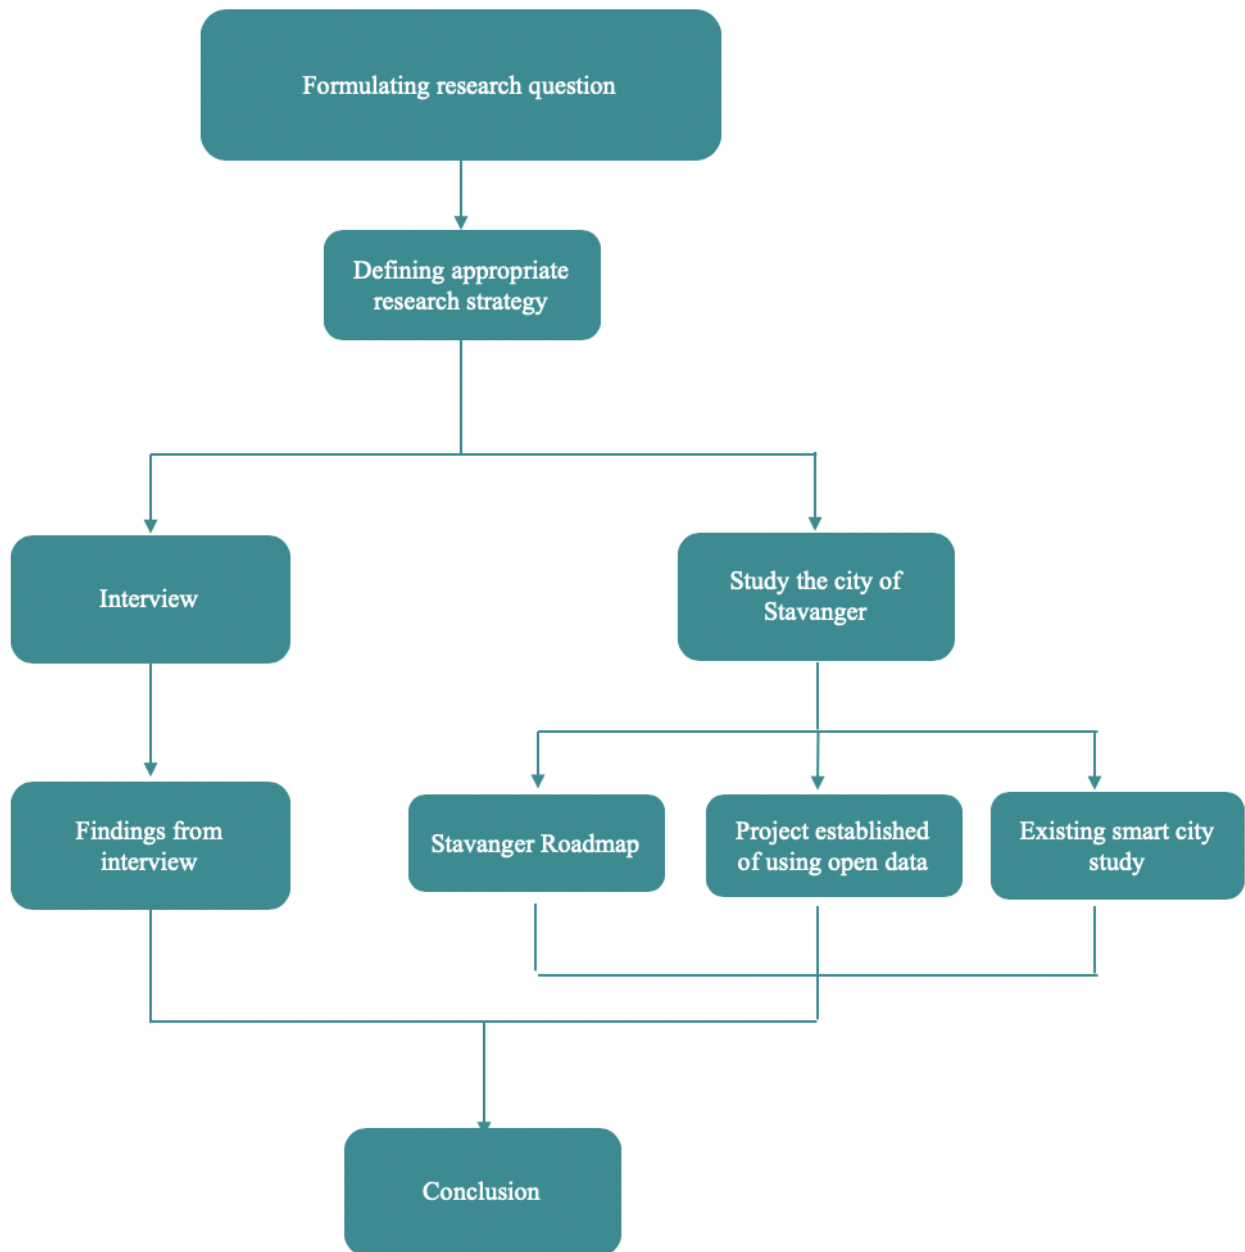 Formulating research question
Defining appropriate
research strategy
Interview
Study the city of
Stavanger
Findings from
interview
Stavanger Roadmap
Project established
of using open data
Existing smart city
study
Conclusion